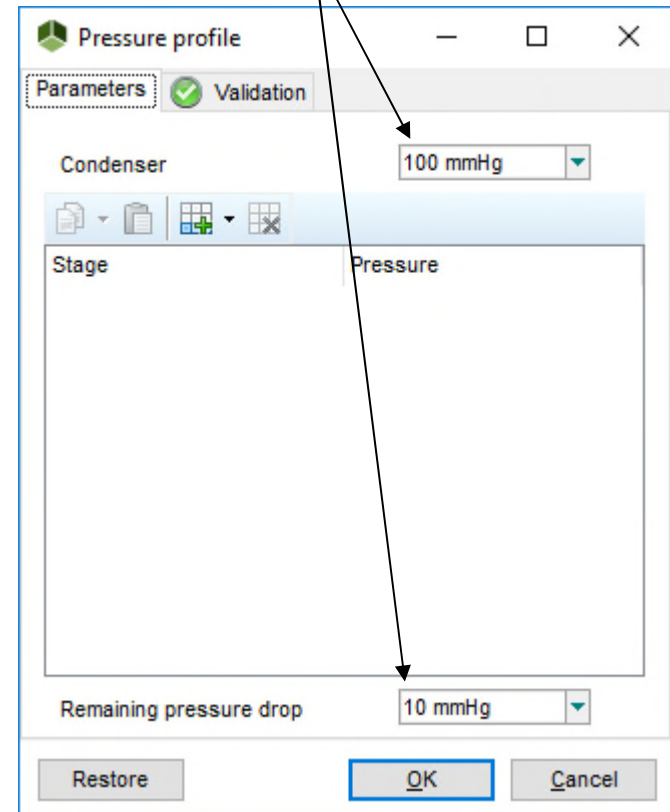 Pressure profile
Parameters Validation
Condenser 100 mmHg
Stage Pressure
Remaining pressure drop 10 mmHg
Restore OK Cancel